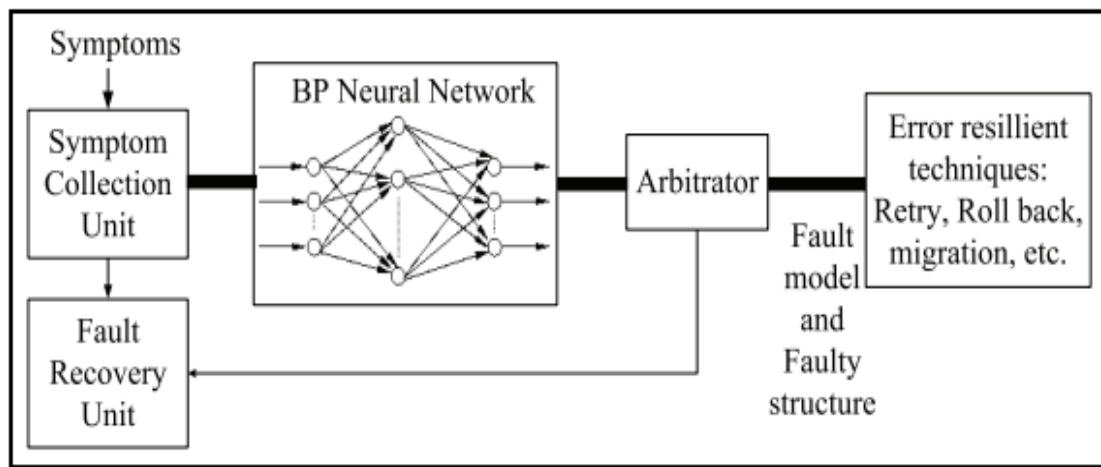 Symptoms
Symptom
Collection
Unit
Fault
Recovery
Unit
BP Neural Network
Arbitrator
Fault
model
and
Faulty
structure
Error resillient
techniques:
Retry, Roll back,
migration, etc.